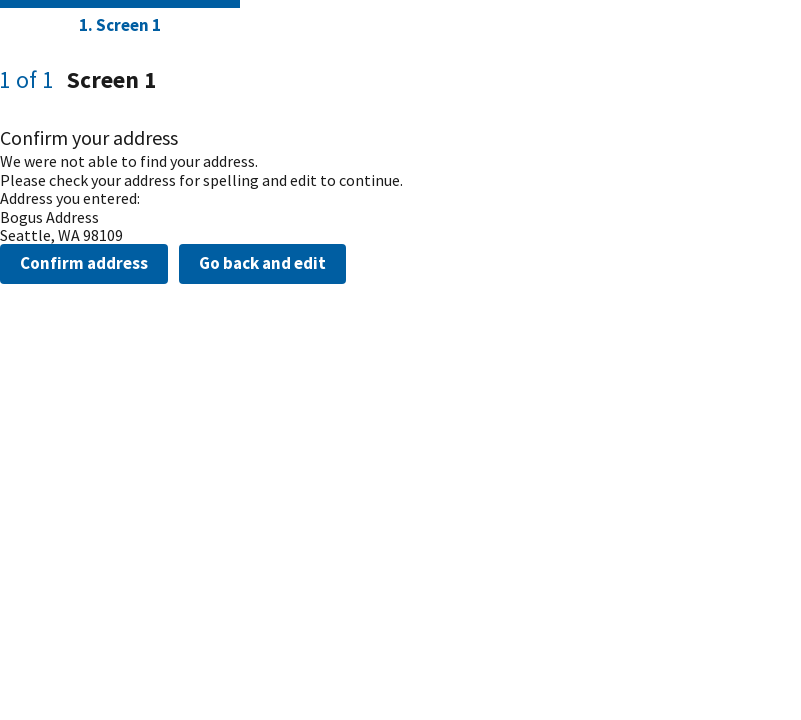 1. Screen 1
1 of 1 Screen 1
Confirm your address
We were not able to find your address.
Please check your address for spelling and edit to continue.
Address you entered:
Bogus Address
Seattle, WA 98109
Confirm address Go back and edit